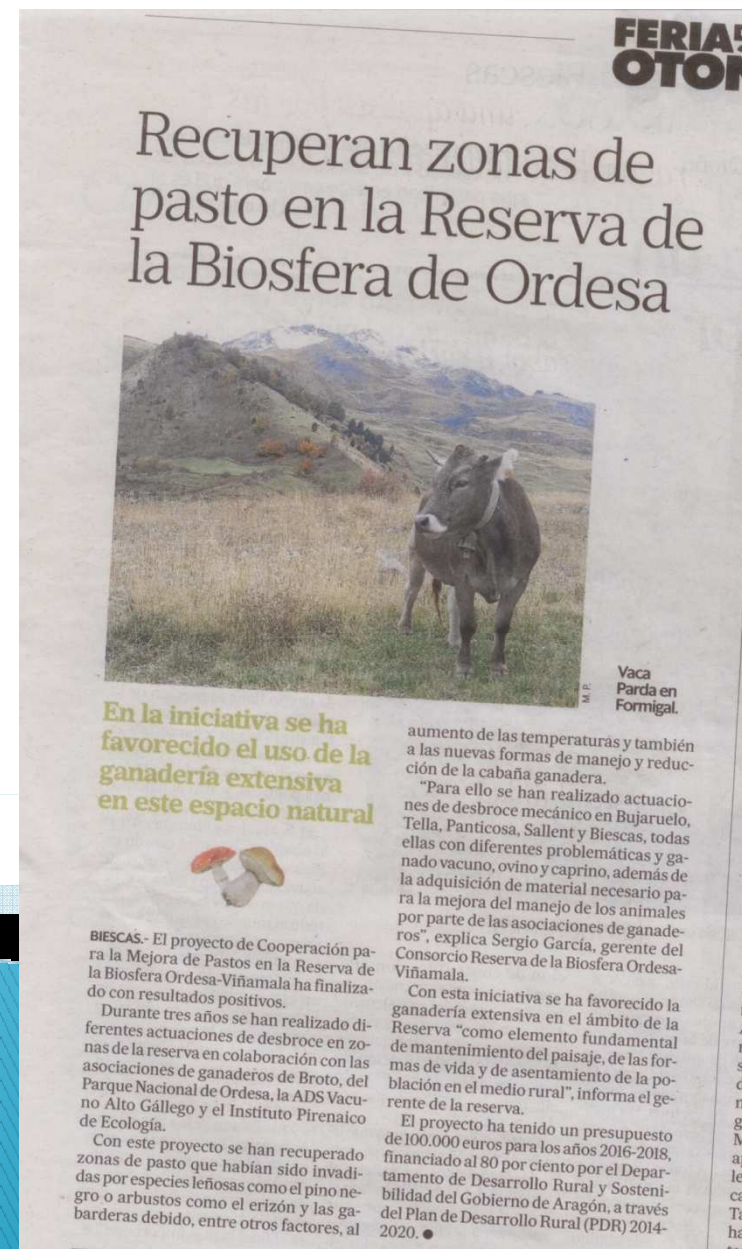 FERIA
OTOÑ
Recuperan zonas de
pasto en la Reserva de
la Biosfera de Ordesa
M. P.
Vaca
Parda en
Formigal.
En la iniciativa se ha
favorecido el uso de la
ganadería extensiva
en este espacio natural
BIESCAS.- El proyecto de Cooperación pa-
ra la Mejora de Pastos en la Reserva de
la Biosfera Ordesa-Viñamala ha finaliza-
do con resultados positivos.
Durante tres años se han realizado di-
ferentes actuaciones de desbroce en zo-
nas de la reserva en colaboración con las
asociaciones de ganaderos de Broto, del
Parque Nacional de Ordesa, la ADS Vacu-
no Alto Gállego y el Instituto Pirenaico
de Ecología.
Con este proyecto se han recuperado
zonas de pasto que habían sido invadi-
das por especies leñosas como el pino ne-
gro o arbustos como el erizón y las ga-
barderas debido, entre otros factores, al
aumento de las temperaturas y también
a las nuevas formas de manejo y reduc-
ción de la cabaña ganadera.
“Para ello se han realizado actuacio-
nes de desbroce mecánico en Bujaruelo,
Tella, Panticosa, Sallent y Biescas, todas
ellas con diferentes problemáticas y ga-
nado vacuno, ovino y caprino, además de
la adquisición de material necesario pa-
ra la mejora del manejo de los animales
por parte de las asociaciones de ganade-
ros”, explica Sergio García, gerente del
Consorcio Reserva de la Biosfera Ordesa-
Viñamala.
Con esta iniciativa se ha favorecido la
ganadería extensiva en el ámbito de la
Reserva “como elemento fundamental
de mantenimiento del paisaje, de las for-
mas de vida y de asentamiento de la po-
blación en el medio rural”, informa el ge-
rente de la reserva.
El proyecto ha tenido un presupuesto
de 100.000 euros para los años 2016-2018,
financiado al 80 por ciento por el Depar-
tamento de Desarrollo Rural y Sosteni-
bilidad del Gobierno de Aragón, a través
del Plan de Desarrollo Rural (PDR) 2014-
2020. ●